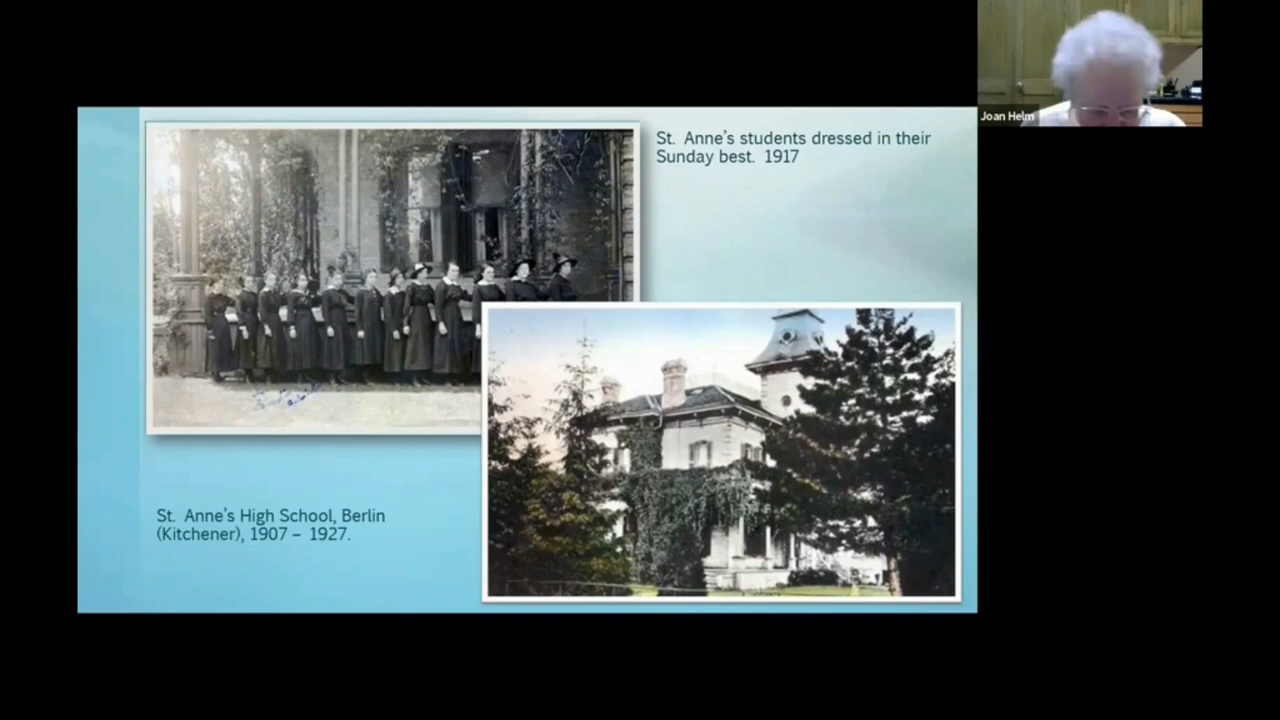 St. Anne's students dressed in their
Sunday best. 1917
St. Anne's High School, Berlin
(Kitchener), 1907 – 1927.
Joan Helm